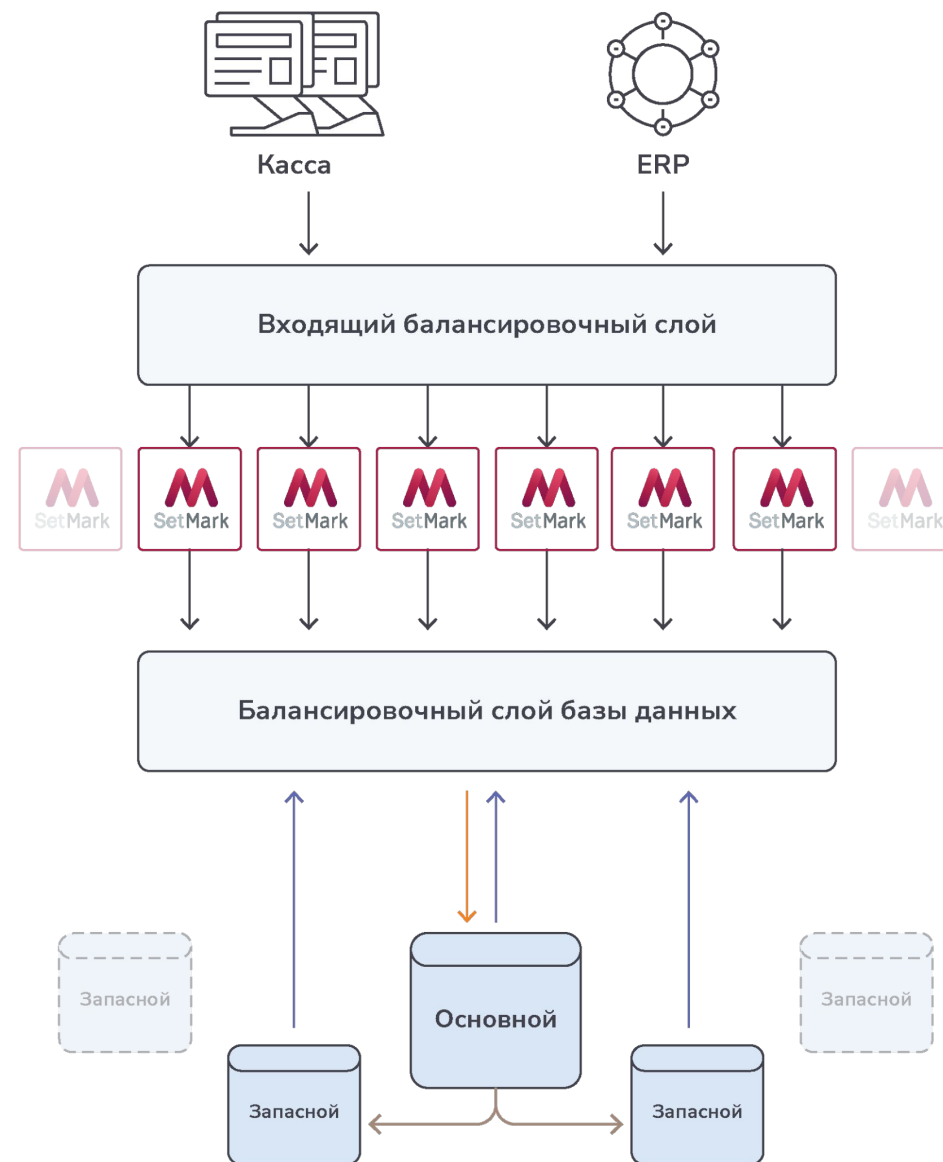 Касса
ERP
Входящий балансировочный слой
SetMark
SetMark
SetMark
SetMark
SetMark
SetMark
SetMark
SetMark
Балансировочный слой базы данных
Запасной
Основной
Запасной
Запасной
Запасной